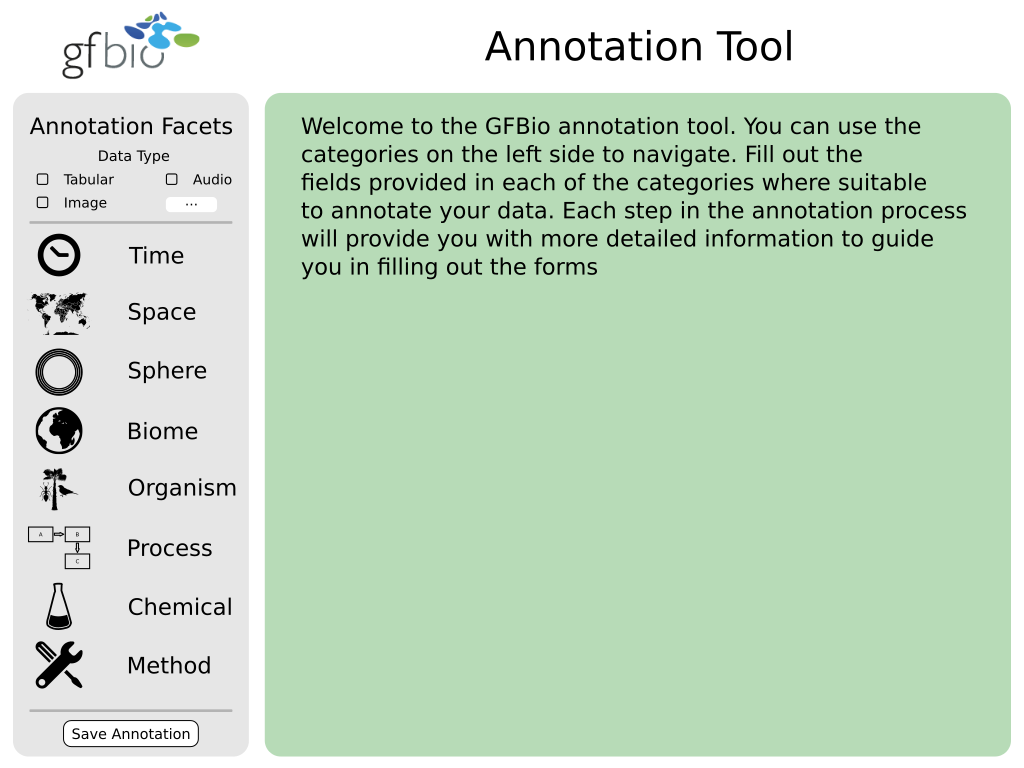 gfbio
Annotation Tool
Annotation Facets
Data Type
Tabular
Audio
Image
...
Time
Space
Sphere
Biome
Organism
A
B
C
Process
Chemical
Method
Save Annotation
Welcome to the GFBio annotation tool. You can use the
categories on the left side to navigate. Fill out the
fields provided in each of the categories where suitable
to annotate your data. Each step in the annotation process
will provide you with more detailed information to guide
you in filling out the forms